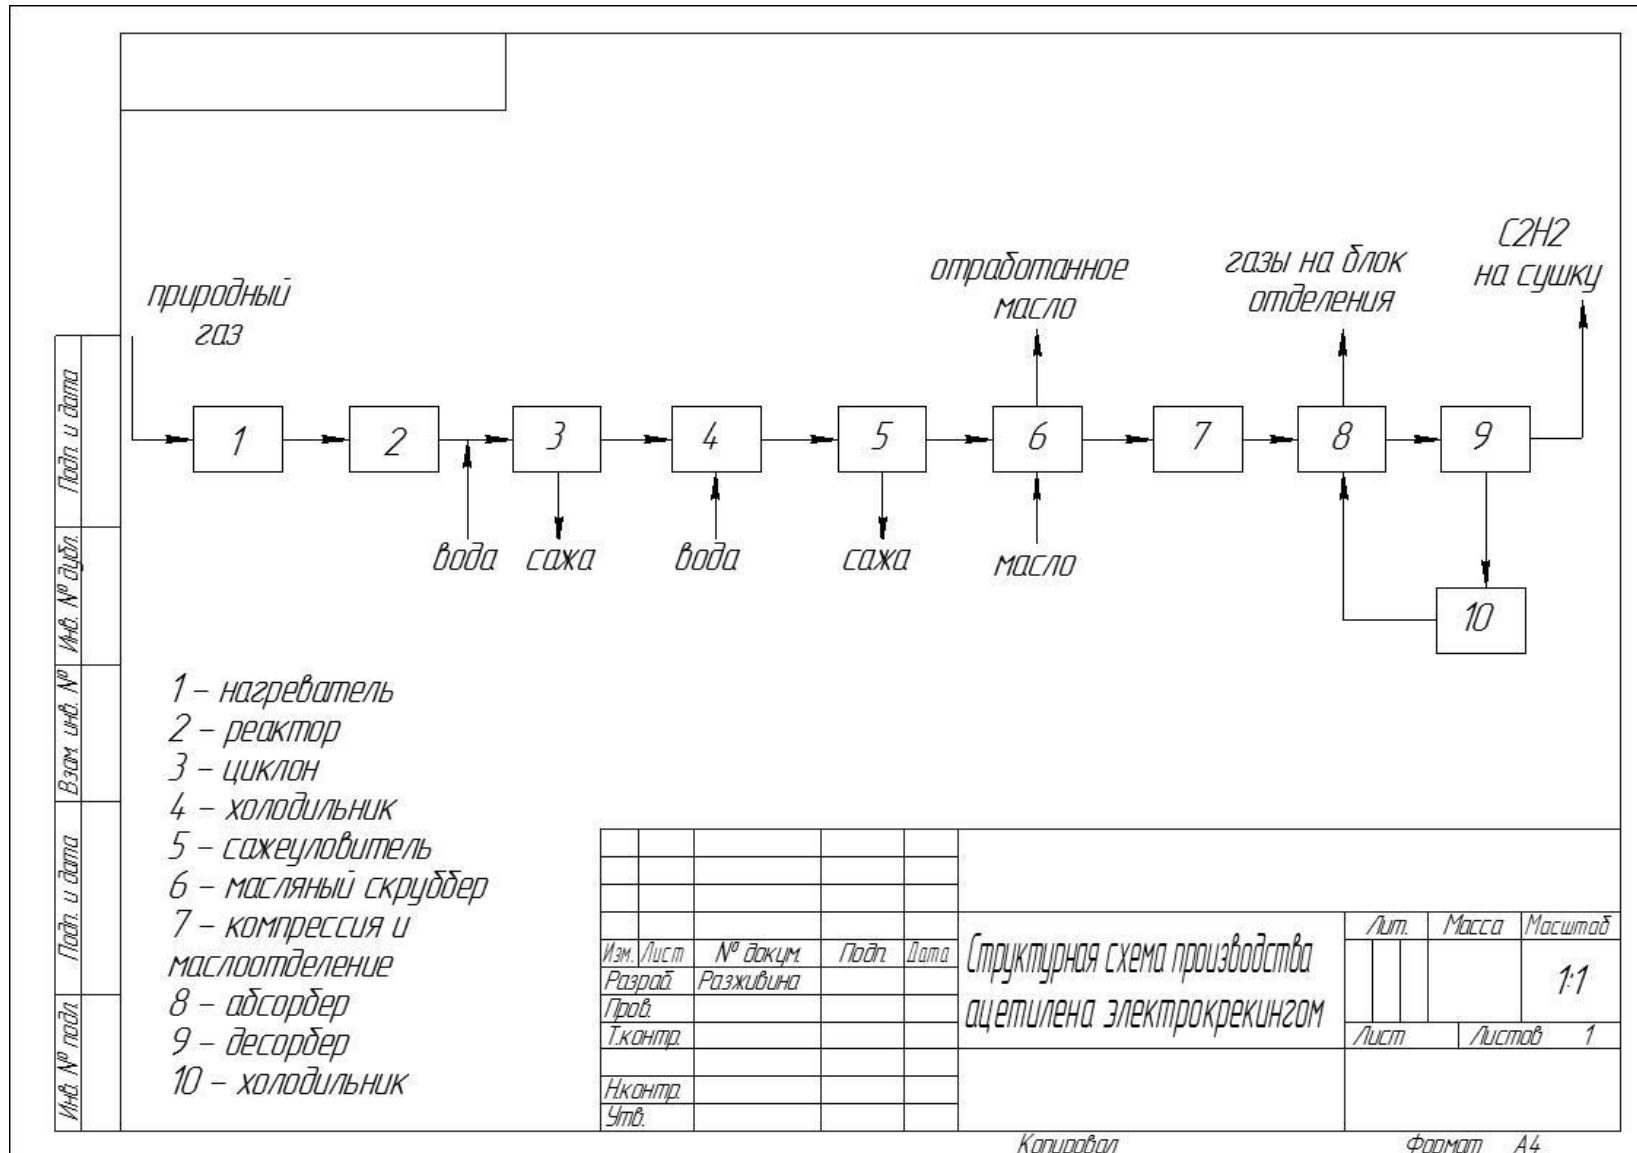 природный
газ
отработанное
масло
газы на блок
отделения
C2H2
на сушку
1
2
3
4
5
6
7
8
9
10
вода
сажа
вода
сажа
масло
1 – нагреватель
2 – реактор
3 – циклон
4 – холодильник
5 – сажеуловитель
6 – масляный скруббер
7 – компрессия и
маслоотделение
8 – абсорбер
9 – десорбер
10 – холодильник
Подп. и дата
Инв. № дубл.
Взам. инв. №
Подп. и дата
Инв. № подл.
Изм. Лист № докум. Подп. Дата
Разраб. Разживина
Пров.
Т.контр.
Н.контр.
Утв.
Структурная схема производства
ацетилена электрокрекингом
Лит. Масса Масштаб
1:1
Лист Листов 1
Копировал Формат A4